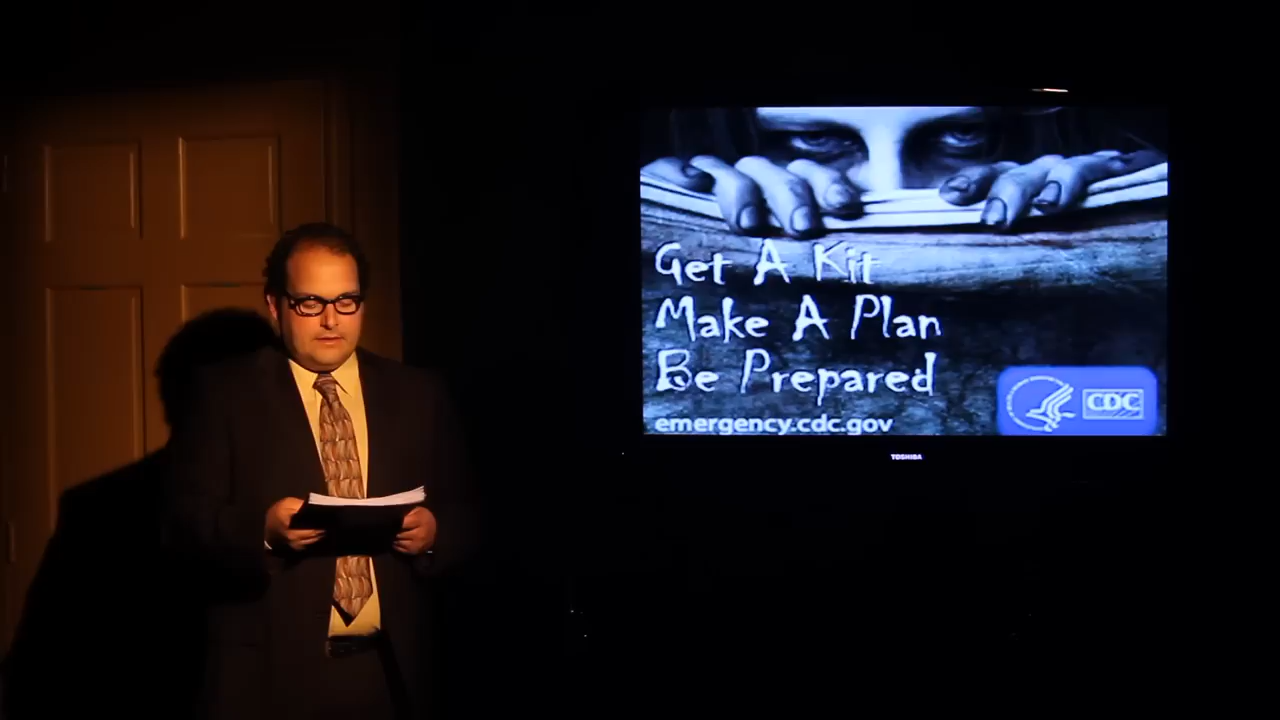 Get A Kit
Make A Plan
Be Prepared
emergency.cdc.gov
CDC
TOSHIBA